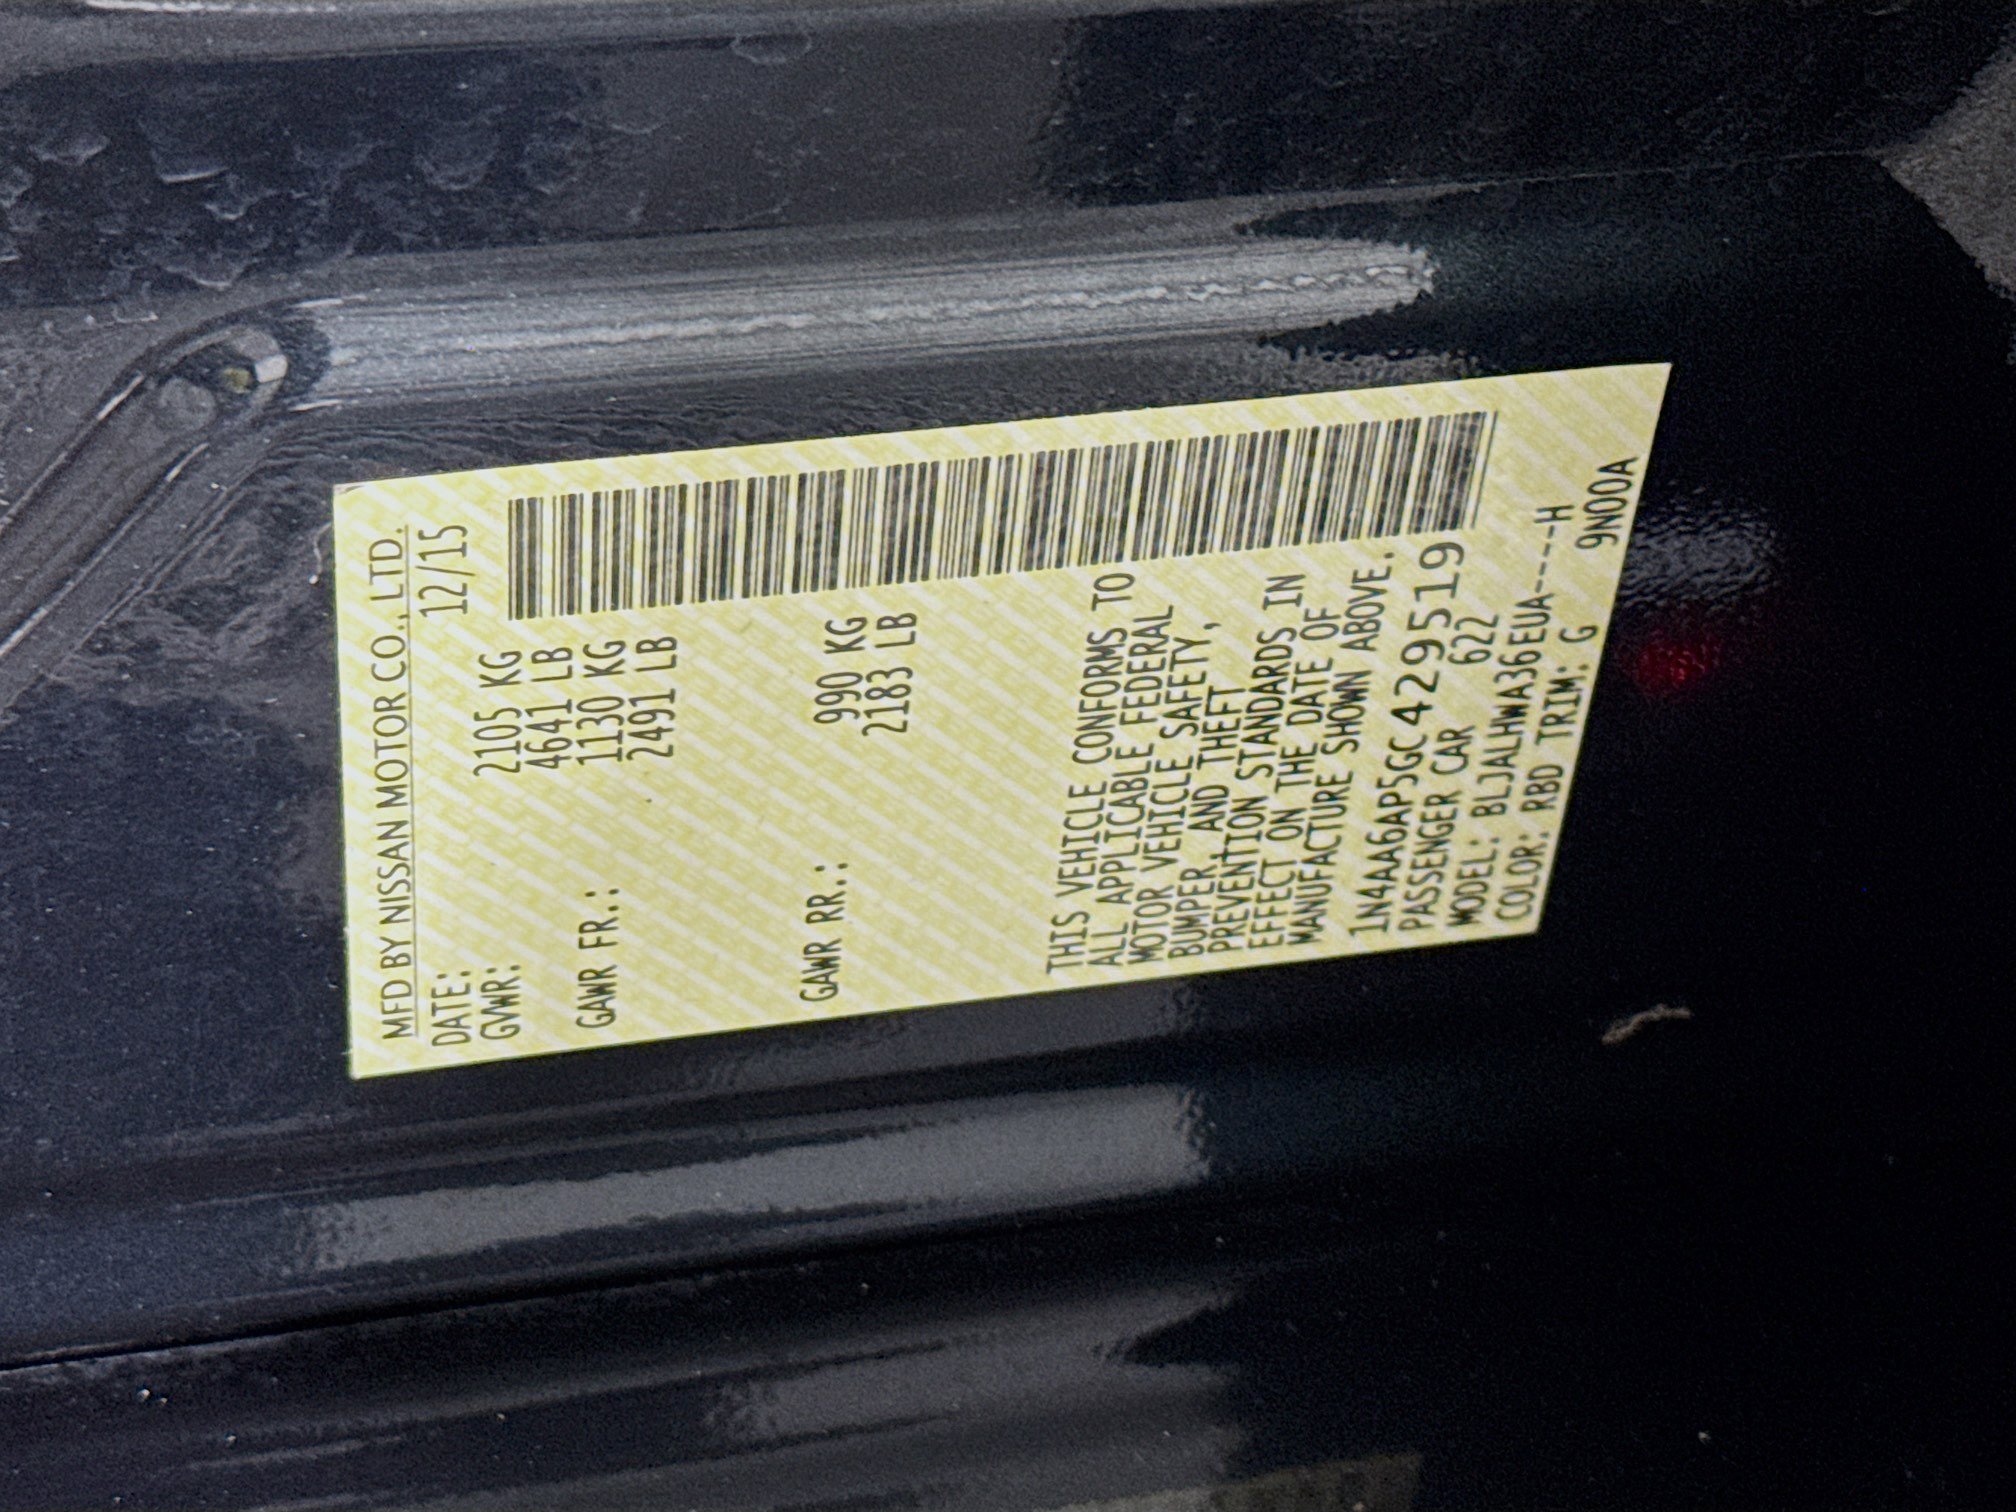 MFD BY NISSAN MOTOR CO., LTD.
DATE: 12/15
GVWR: 2105 KG
4641 LB
GAWR FR.: 1130 KG
2491 LB
GAWR RR.: 990 KG
2183 LB
THIS VEHICLE CONFORMS TO
ALL APPLICABLE FEDERAL
MOTOR VEHICLE SAFETY,
BUMPER, AND THEFT
PREVENTION STANDARDS IN
EFFECT ON THE DATE OF
MANUFACTURE SHOWN ABOVE.
1N4AA6AP5GC429519
PASSENGER CAR 622
MODEL: BLJALHWA36EUA----H
COLOR: RBD TRIM: G
9N00A